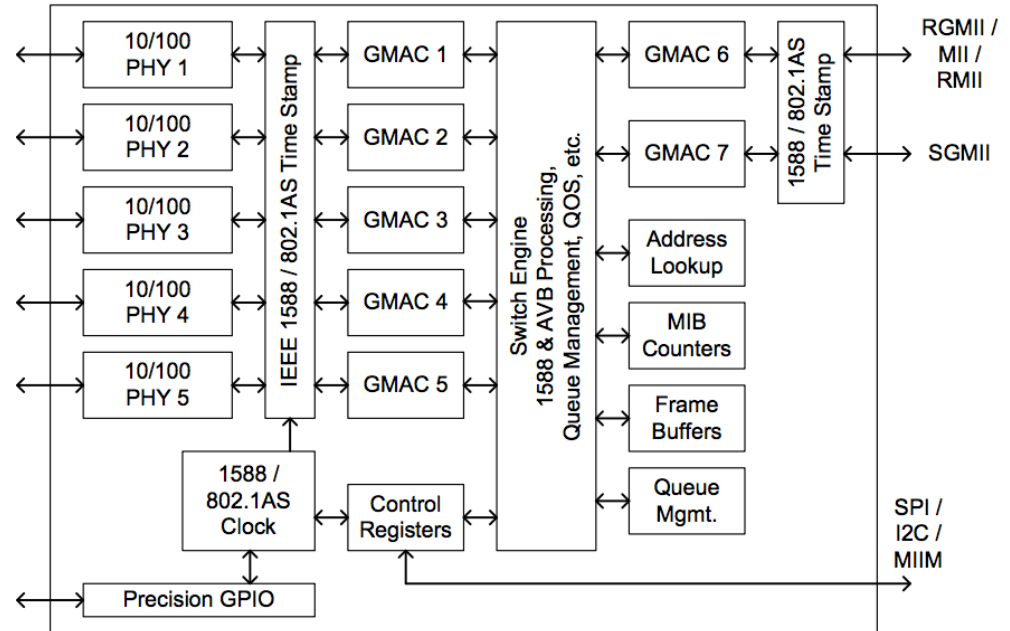 10/100
PHY 1
10/100
PHY 2
10/100
PHY 3
10/100
PHY 4
10/100
PHY 5
IEEE 1588 / 802.1AS Time Stamp
GMAC 1
GMAC 2
GMAC 3
GMAC 4
GMAC 5
Switch Engine
1588 & AVB Processing,
Queue Management, QOS, etc.
GMAC 6
GMAC 7
1588 / 802.1AS
Time Stamp
RGMII /
MII /
RMII
SGMII
Address
Lookup
MIB
Counters
Frame
Buffers
Queue
Mgmt.
1588 /
802.1AS
Clock
Control
Registers
SPI /
I2C /
MIIM
Precision GPIO